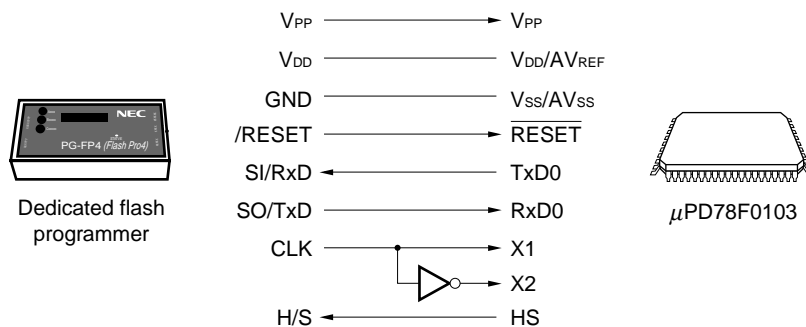 VPP VPP
VDD VDD/AVREF
GND VSS/AVSS
/RESET RESET
SI/RxD TxD0
SO/TxD RxD0
CLK X1
X2
H/S HS
NEC
PG-FP4 (Flash Pro4)
Dedicated flash
programmer
μPD78F0103